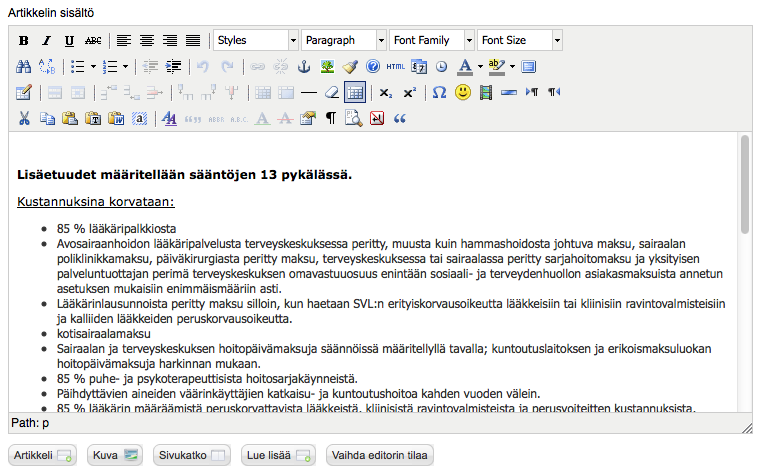 Artikkelin sisältö
B I U ABC Styles Paragraph Font Family Font Size
HTML A ab
x₂ x² Ω
AA ABBR A.B.C. A A ¶
Lisäetuudet määritellään sääntöjen 13 pykälässä.
Kustannuksina korvataan:
• 85 % lääkäripalkkiosta
• Avosairaanhoidon lääkäripalvelusta terveyskeskuksessa peritty, muusta kuin hammashoidosta johtuva maksu, sairaalan
poliklinikkamaksu, päiväkirurgiasta peritty maksu, terveyskeskuksessa tai sairaalassa peritty sarjahoitomaksu ja yksityisen
palveluntuottajan perimä terveyskeskuksen omavastuuosuus enintään sosiaali- ja terveydenhuollon asiakasmaksuista annetun
asetuksen mukaisiin enimmäismääriin asti.
• Lääkärinlausunnoista peritty maksu silloin, kun haetaan SVL:n erityiskorvausoikeutta lääkkeisiin tai kliinisiin ravintovalmisteisiin
ja kalliiden lääkkeiden peruskorvausoikeutta.
• kotisairaalamaksu
• Sairaalan ja terveyskeskuksen hoitopäivämaksuja säännöissä määritellyllä tavalla; kuntoutuslaitoksen ja erikoismaksuluokan
hoitopäivämaksuja harkinnan mukaan.
• 85 % puhe- ja psykoterapeuttisista hoitosarjakäynneistä.
• Päihdyttävien aineiden väärinkäyttäjien katkaisu- ja kuntoutushoitoa kahden vuoden välein.
• 85 % lääkärin määräämistä peruskorvattavista lääkkeistä, kliinisistä ravintovalmisteista ja perusvoiteitten kustannuksista.
Path: p
Artikkeli Kuva Sivukatko Lue lisää Vaihda editorin tilaa